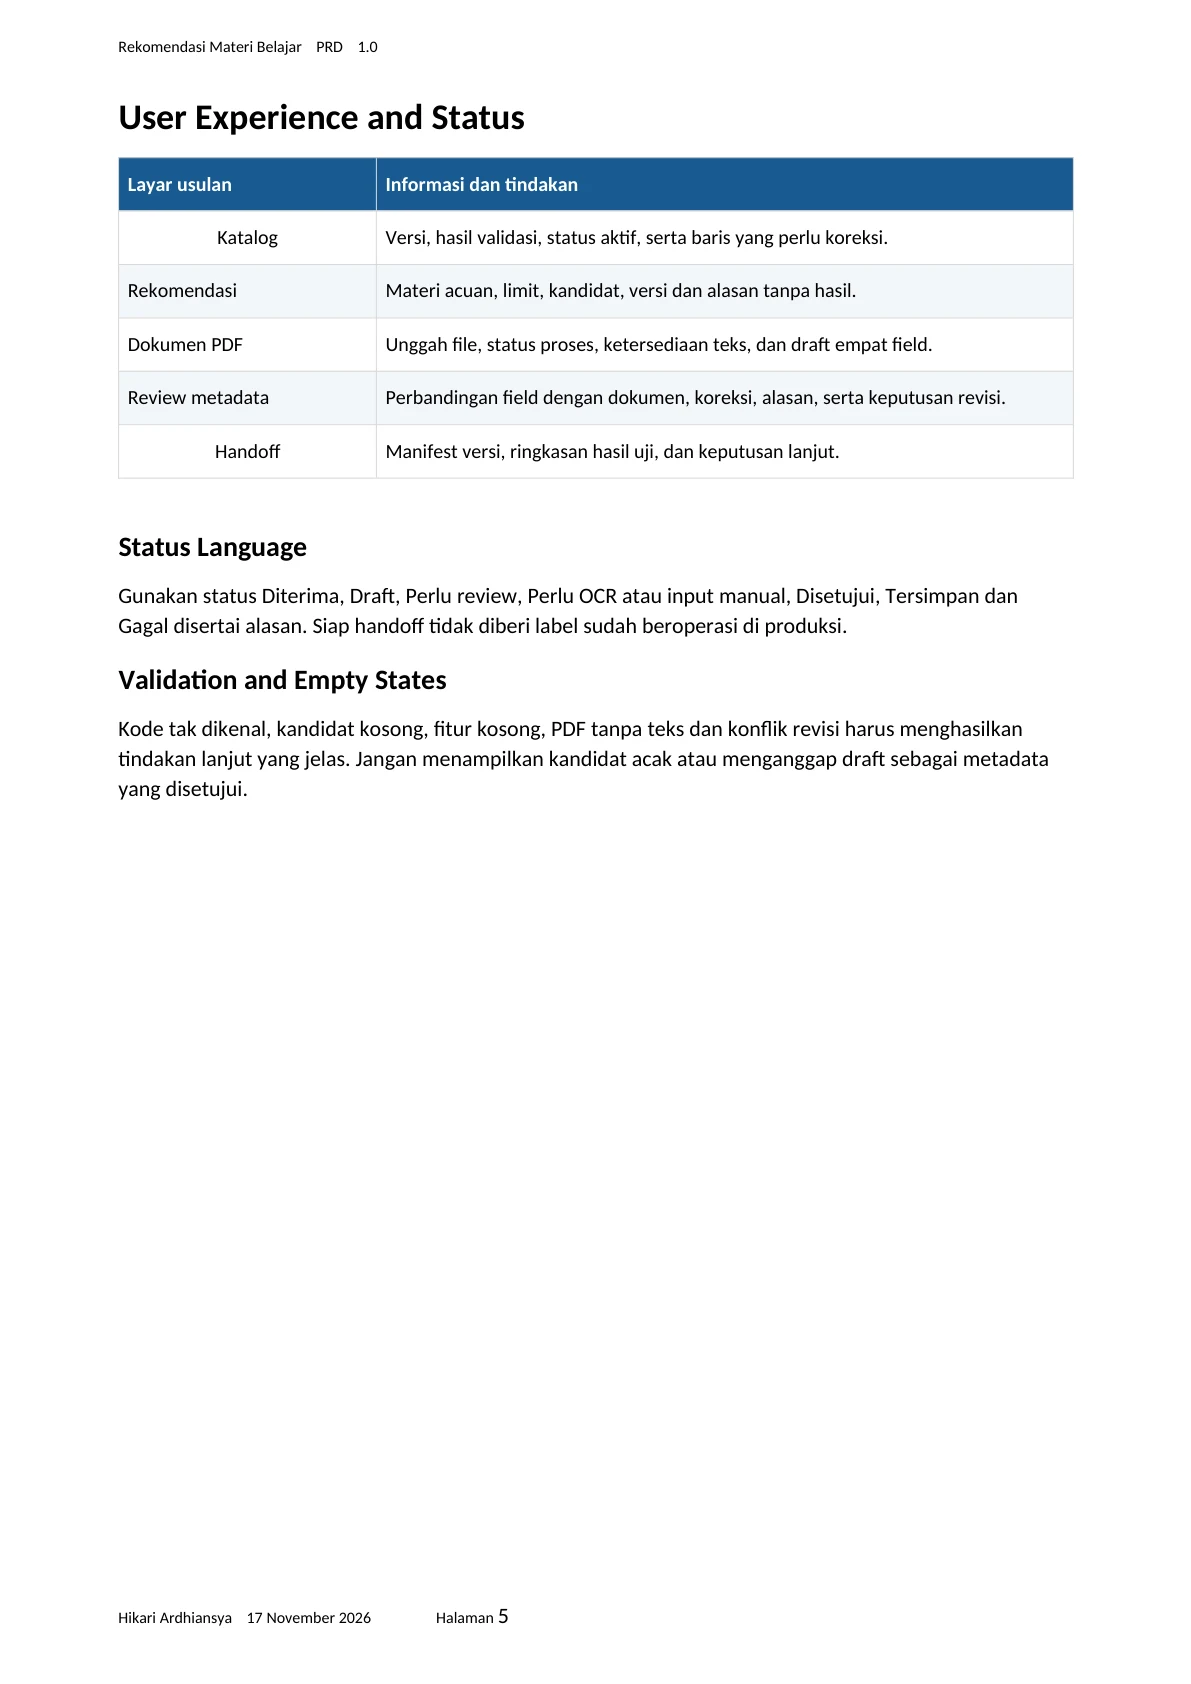 Rekomendasi Materi Belajar PRD 1.0
User Experience and Status
Layar usulan Informasi dan tindakan
Katalog Versi, hasil validasi, status aktif, serta baris yang perlu koreksi.
Rekomendasi Materi acuan, limit, kandidat, versi dan alasan tanpa hasil.
Dokumen PDF Unggah file, status proses, ketersediaan teks, dan draft empat field.
Review metadata Perbandingan field dengan dokumen, koreksi, alasan, serta keputusan revisi.
Handoff Manifest versi, ringkasan hasil uji, dan keputusan lanjut.
Status Language
Gunakan status Diterima, Draft, Perlu review, Perlu OCR atau input manual, Disetujui, Tersimpan dan
Gagal disertai alasan. Siap handoff tidak diberi label sudah beroperasi di produksi.
Validation and Empty States
Kode tak dikenal, kandidat kosong, fitur kosong, PDF tanpa teks dan konflik revisi harus menghasilkan
tindakan lanjut yang jelas. Jangan menampilkan kandidat acak atau menganggap draft sebagai metadata
yang disetujui.
Hikari Ardhiansya 17 November 2026 Halaman 5